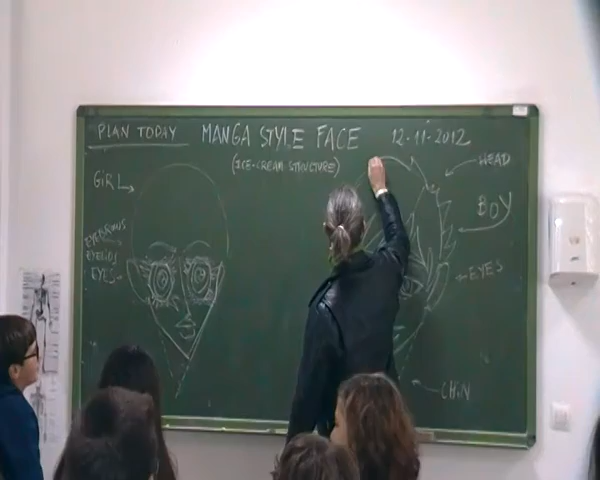 PLAN TODAY
MANGA STYLE FACE
12-11-2012
(ICE-CREAM STRUCTURE)
HEAD
GIRL
BOY
EYEBROWS
EYELIDS
EYES
EYES
CHIN